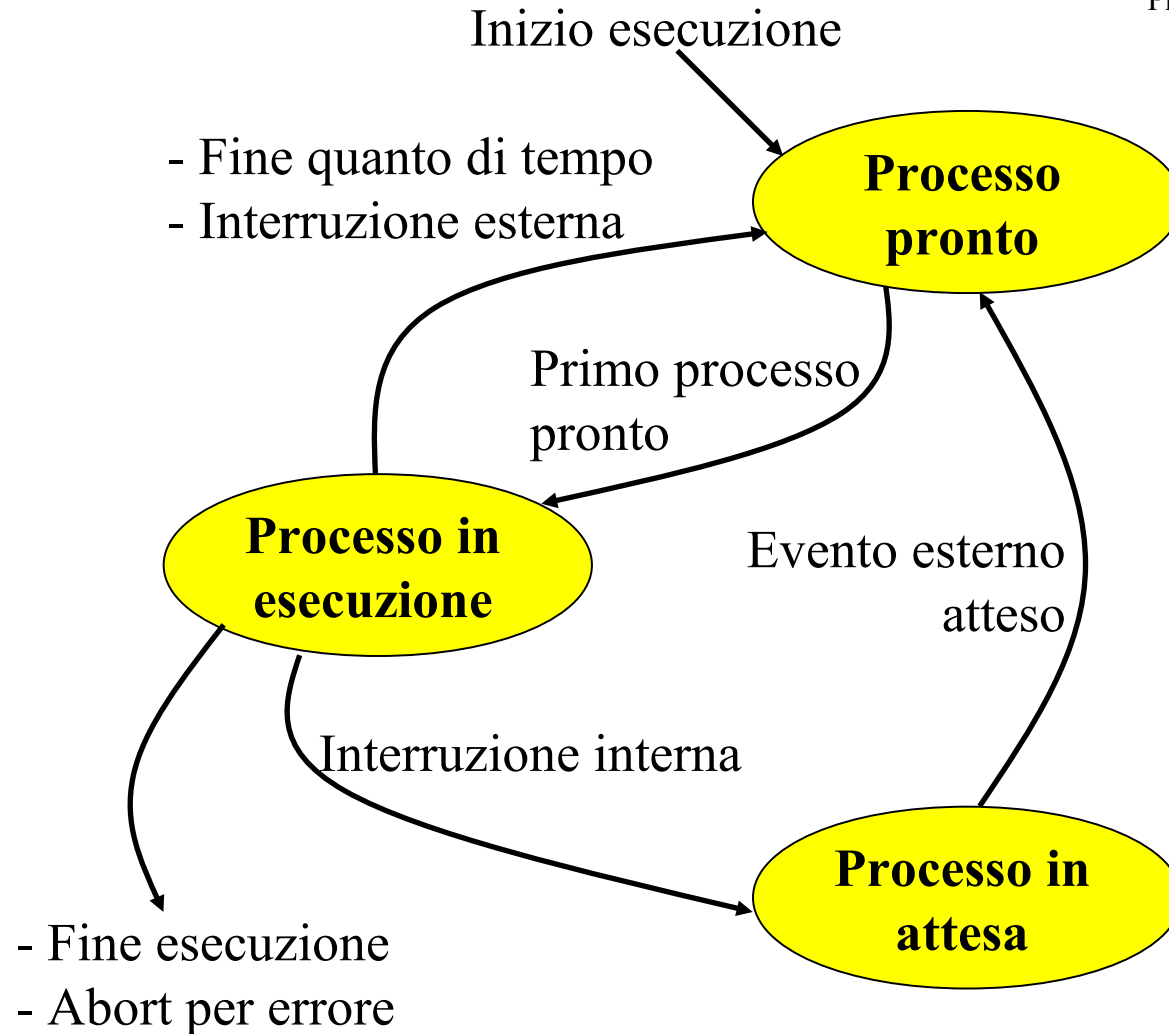 Inizio esecuzione
- Fine quanto di tempo
- Interruzione esterna
Processo
pronto
Primo processo
pronto
Processo in
esecuzione
Evento esterno
atteso
Interruzione interna
Processo in
attesa
- Fine esecuzione
- Abort per errore